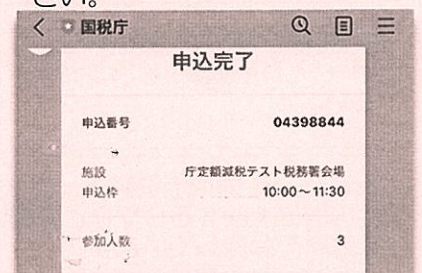 さい。
国税庁
申込完了
申込番号 04398844
施設 庁定額減税テスト税務署会場
申込枠 10:00～11:30
参加人数 3